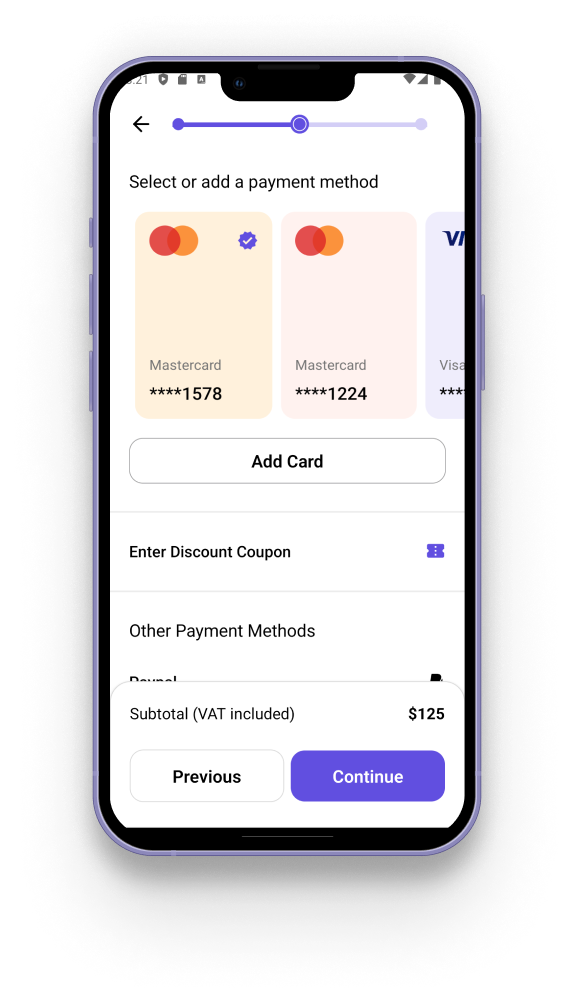 :21
Select or add a payment method
VI
Mastercard
****1578
Mastercard
****1224
Visa
***
Add Card
Enter Discount Coupon
Other Payment Methods
Paypal
Subtotal (VAT included)
$125
Previous
Continue